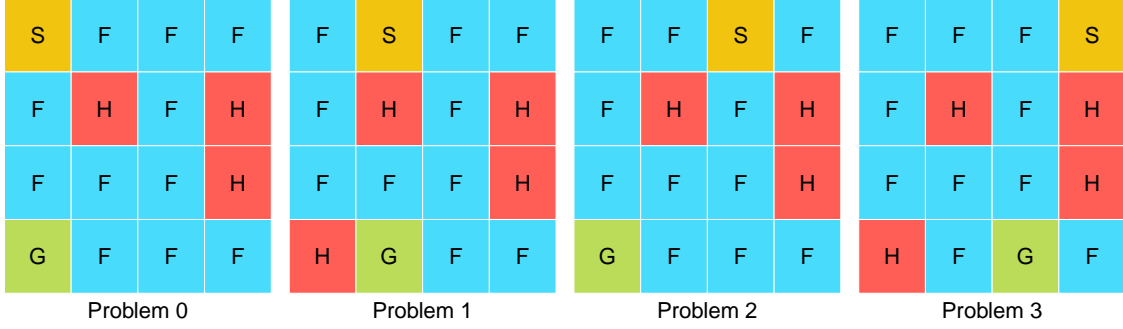 S F F F F S F F F F S F F F F S
F H F H F H F H F H F H F H F H
F F F H F F F H F F F H F F F H
G F F F H G F F G F F F H F G F
Problem 0 Problem 1 Problem 2 Problem 3